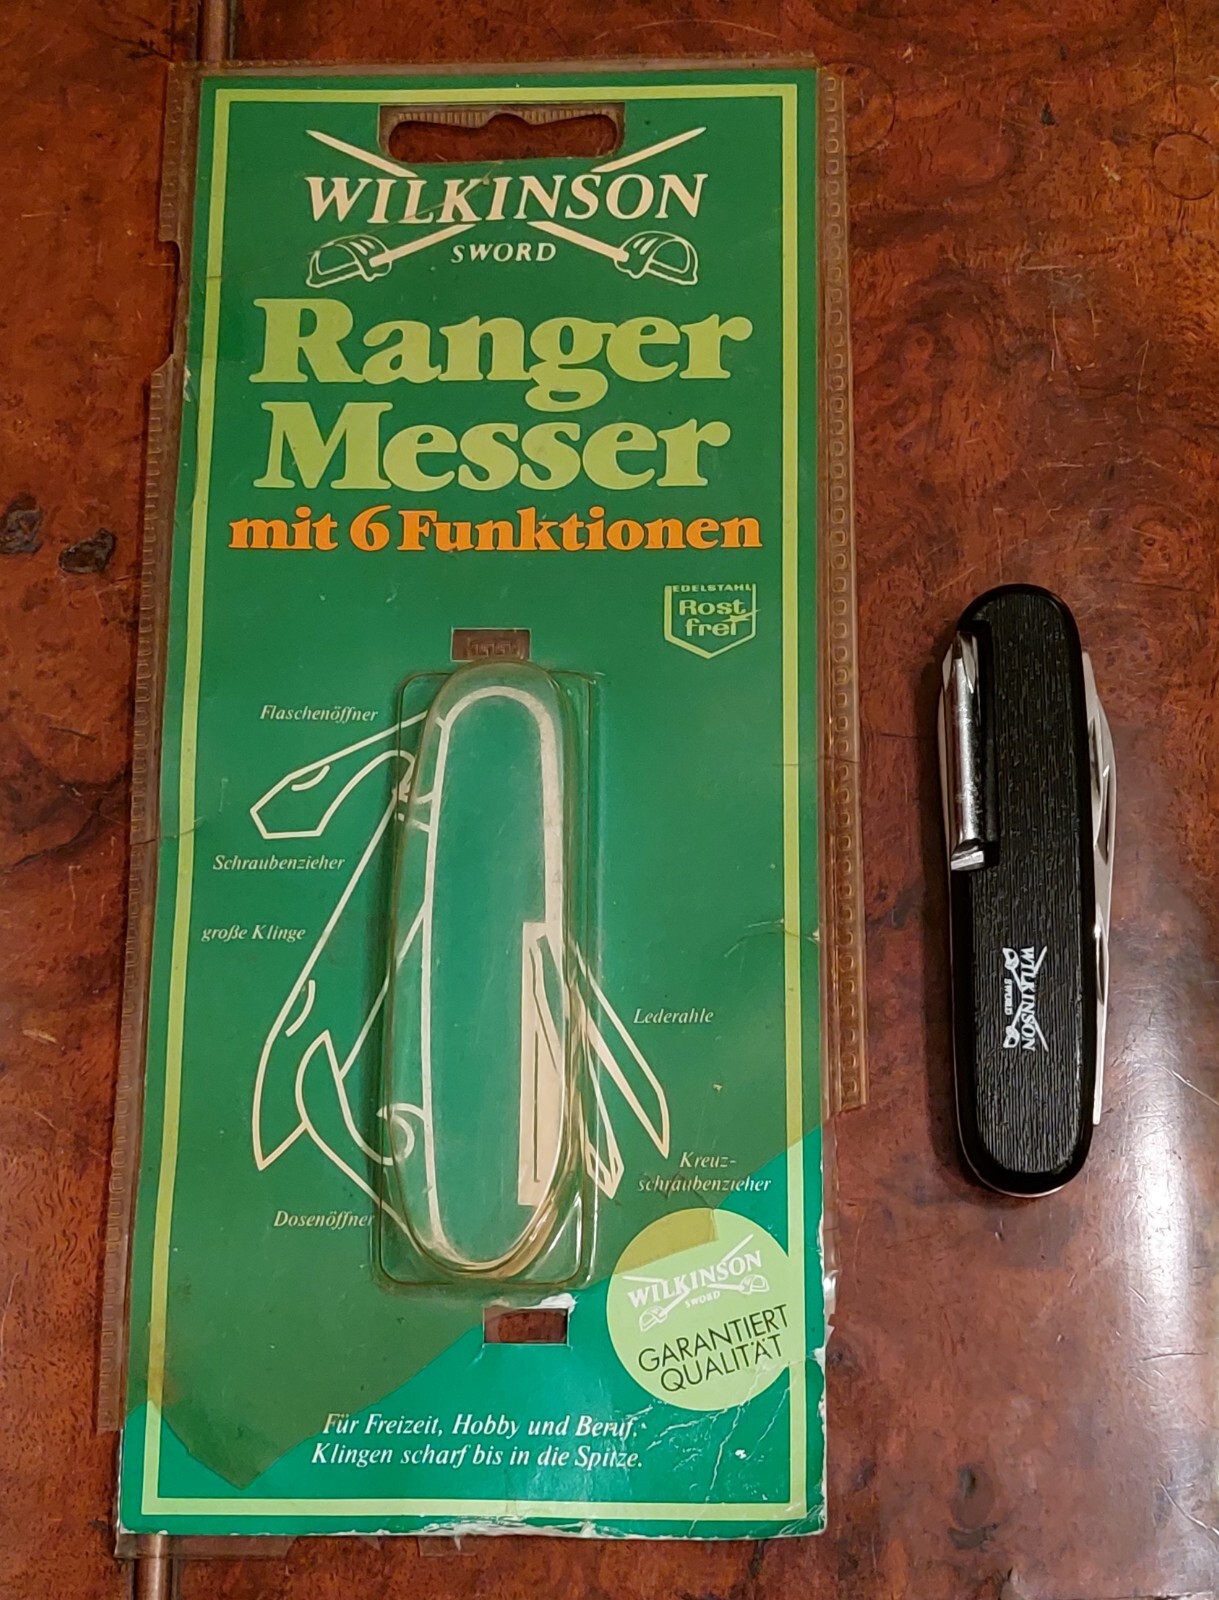 WILKINSON
SWORD
Ranger
Messer
mit 6 Funktionen
EDELSTAHL
Rost
frei
Flaschenöffner
Schraubenzieher
große Klinge
Lederahle
Kreuz-
schraubenzieher
Dosenöffner
WILKINSON
SWORD
GARANTIERT
QUALITÄT
Für Freizeit, Hobby und Beruf.
Klingen scharf bis in die Spitze.
WILKINSON
SWORD